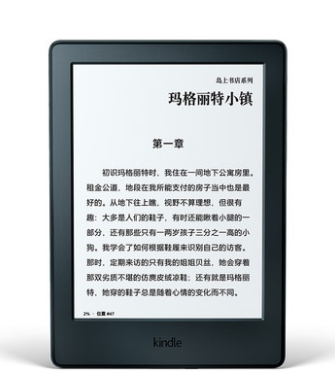 岛上书店系列
玛格丽特小镇
第一章
初识玛格丽特时，我住在一间地下公寓房里。
租金公道，地段在我所能支付的房子当中也是最
好的。从地下往上瞧，视野不算理想，但很有
趣：大多是人们的鞋子，有时还能瞅着小腿的一
部分，还有那些只有一两岁孩子三分之一高的小
狗。我学会了如何根据鞋履来识别自己的访客。
那时，定期来访的只有我的姐姐贝丝，她会穿着
那双劣质不堪的仿麂皮绒凉鞋；还有就是玛格丽
特，她穿的鞋子总是随着心情的变化而不同。
2% · 位置 #47
kindle